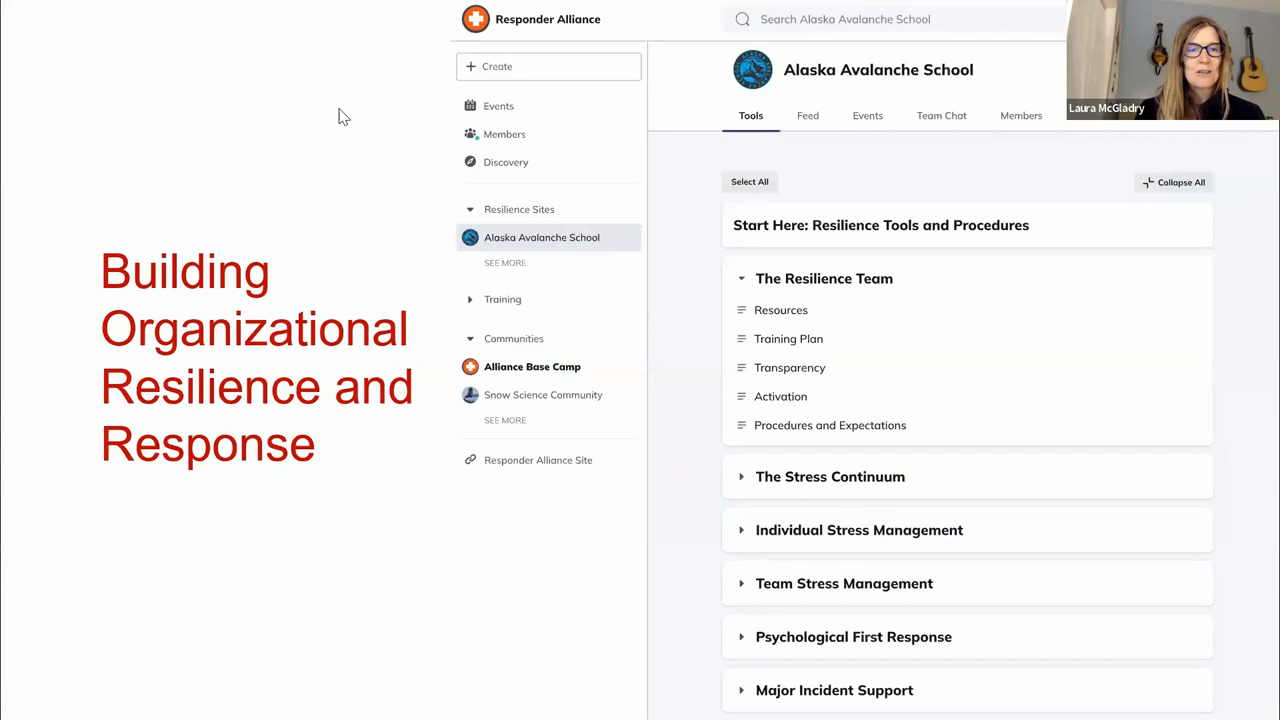 Building
Organizational
Resilience and
Response
Responder Alliance
Create
Events
Members
Discovery
Resilience Sites
Alaska Avalanche School
SEE MORE
Training
Communities
Alliance Base Camp
Snow Science Community
SEE MORE
Responder Alliance Site
Search Alaska Avalanche School
Alaska Avalanche School
Tools Feed Events Team Chat Members
Select All
Collapse All
Start Here: Resilience Tools and Procedures
The Resilience Team
Resources
Training Plan
Transparency
Activation
Procedures and Expectations
The Stress Continuum
Individual Stress Management
Team Stress Management
Psychological First Response
Major Incident Support
Laura McGladry